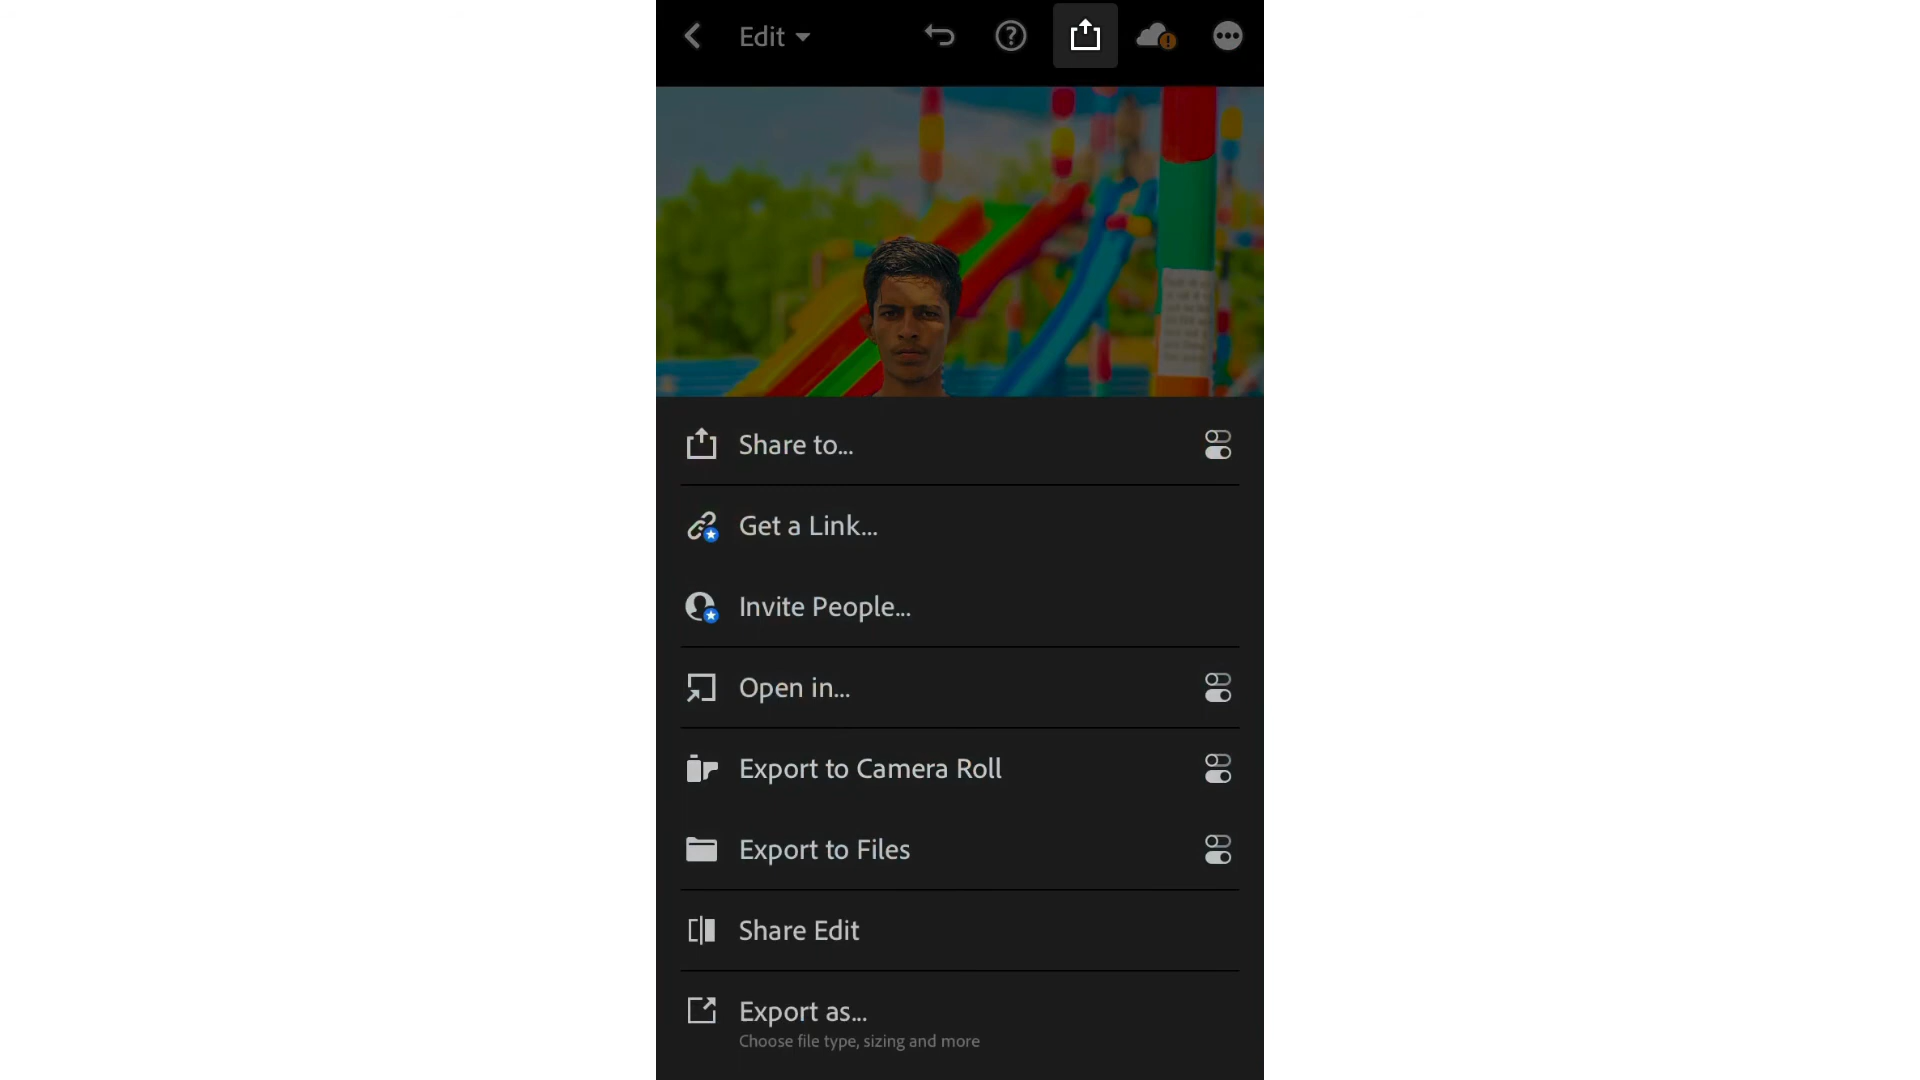 Edit
Share to...
Get a Link...
Invite People...
Open in...
Export to Camera Roll
Export to Files
Share Edit
Export as...
Choose file type, sizing and more